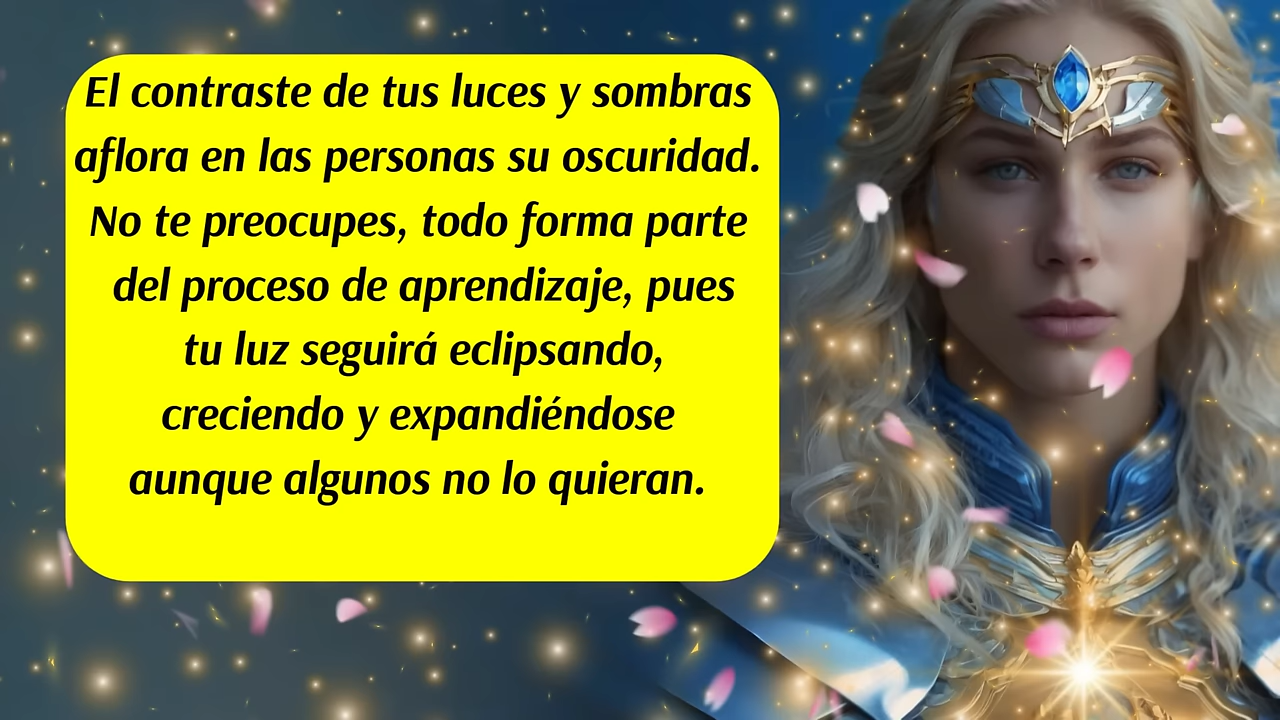 El contraste de tus luces y sombras
aflora en las personas su oscuridad.
No te preocupes, todo forma parte
del proceso de aprendizaje, pues
tu luz seguirá eclipsando,
creciendo y expandiéndose
aunque algunos no lo quieran.